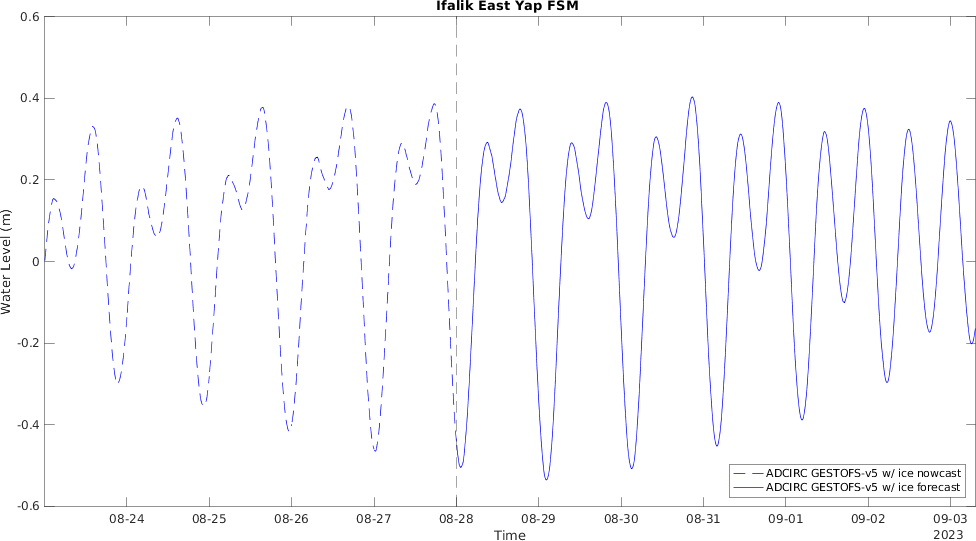 Ifalik East Yap FSM
0.6
0.4
0.2
0
-0.2
-0.4
-0.6
Water Level (m)
08-24 08-25 08-26 08-27 08-28 08-29 08-30 08-31 09-01 09-02 09-03
Time
2023
ADCIRC GESTOFS-v5 w/ ice nowcast
ADCIRC GESTOFS-v5 w/ ice forecast